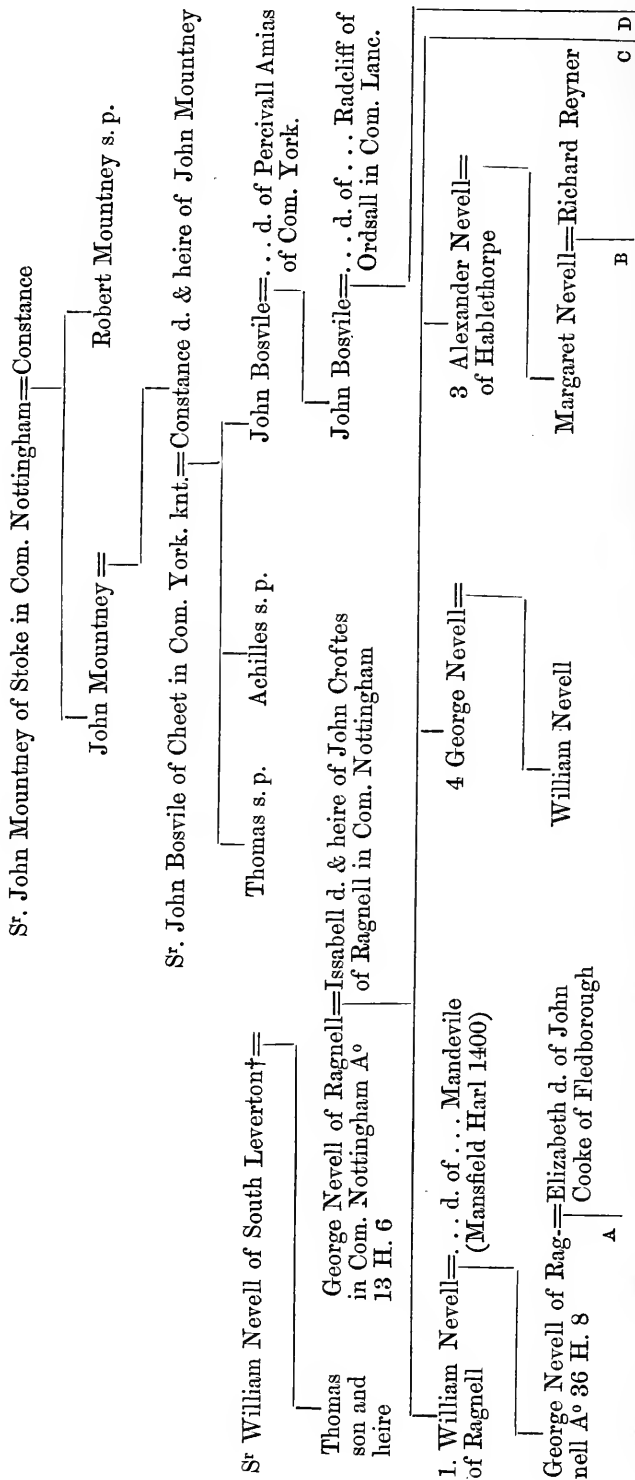 Sr. John Mountney of Stoke in Com. Nottingham=Constance
John Mountney=
Robert Mountney s. p.
Sr. John Bosvile of Cheet in Com. York. knt.=Constance d. & heire of John Mountney
Thomas s. p.
Achilles s. p.
John Bosvile=. . . d. of Percivall Amias
of Com. York.
John Bosvile=. . . d. of . . . . Radcliff of
Ordsall in Com. Lanc.
Sr William Nevell of South Leverton†=
Thomas
son and
heire
George Nevell of Ragnell=Issabell d. & heire of John Croftes
in Com. Nottingham Ao
of Ragnell in Com. Nottingham
13 H. 6
1. William Nevell=. . . d. of . . . Mandevile
of Ragnell
(Mansfield Harl 1400)
4 George Nevell=
3 Alexander Nevell=
of Hablethorpe
George Nevell of Rag-=Elizabeth d. of John
nell Ao 36 H. 8
Cooke of Fledborough
William Nevell
Margaret Nevell=Richard Reyner
A
B
C
D